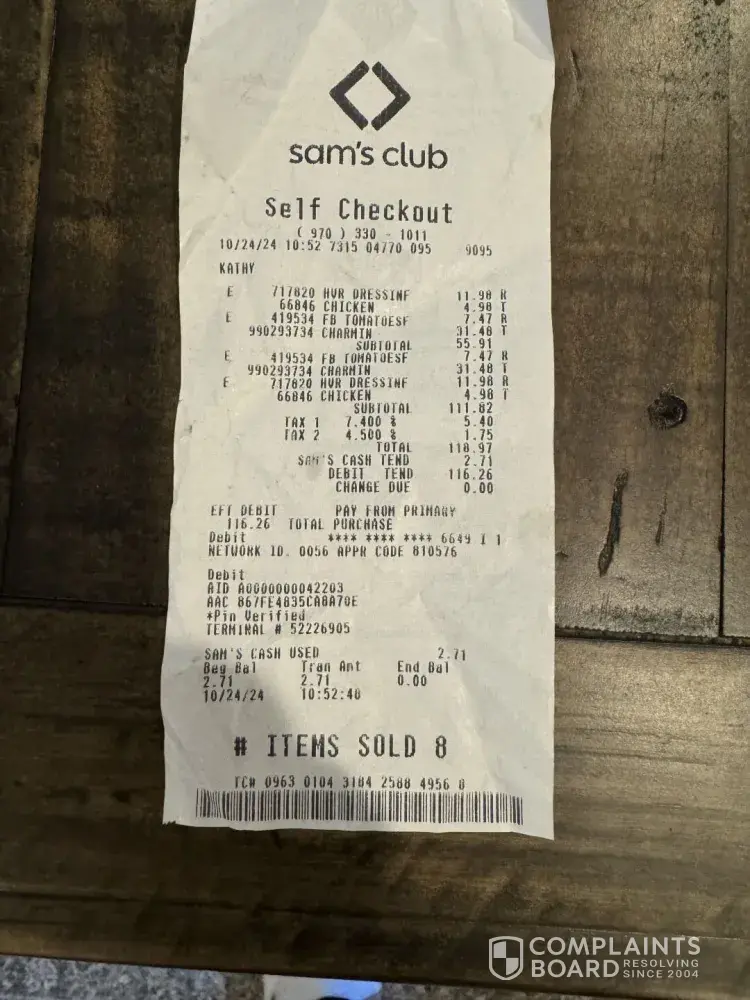 sam's club
Self Checkout
( 970 ) 330 - 1011
10/24/24 10:52 7315 04770 095 9095
KATHY
E 717820 HVR DRESSINF 11.98 R
66846 CHICKEN 4.98 T
E 419534 FB TOMATOESF 7.47 R
990293734 CHARMIN 31.48 T
SUBTOTAL 55.91
E 419534 FB TOMATOESF 7.47 R
990293734 CHARMIN 31.48 T
E 717820 HVR DRESSINF 11.98 R
66846 CHICKEN 4.98 T
SUBTOTAL 111.82
TAX 1 7.400 % 5.40
TAX 2 4.500 % 1.75
TOTAL 118.97
SAM'S CASH TEND 2.71
DEBIT TEND 116.26
CHANGE DUE 0.00
EFT DEBIT PAY FROM PRIMARY
116.26 TOTAL PURCHASE
Debit **** **** **** 6649 I 1
NETWORK ID. 0056 APPR CODE 810576
Debit
AID A0000000042203
AAC 867FE4835CA8A70E
*Pin Verified
TERMINAL # 52226905
SAM'S CASH USED 2.71
Beg Bal Tran Amt End Bal
2.71 2.71 0.00
10/24/24 10:52:48
# ITEMS SOLD 8
TC# 0963 0104 3184 2588 4956 8
COMPLAINTS
BOARD RESOLVING
SINCE 2004